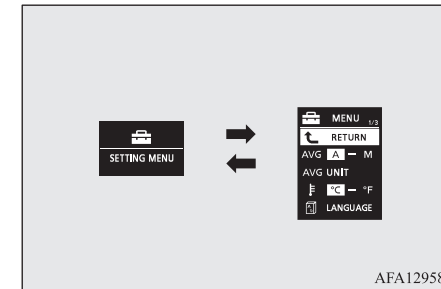 SETTING MENU
MENU 1/3
RETURN
AVG A – M
AVG UNIT
°C – °F
LANGUAGE
AFA12958